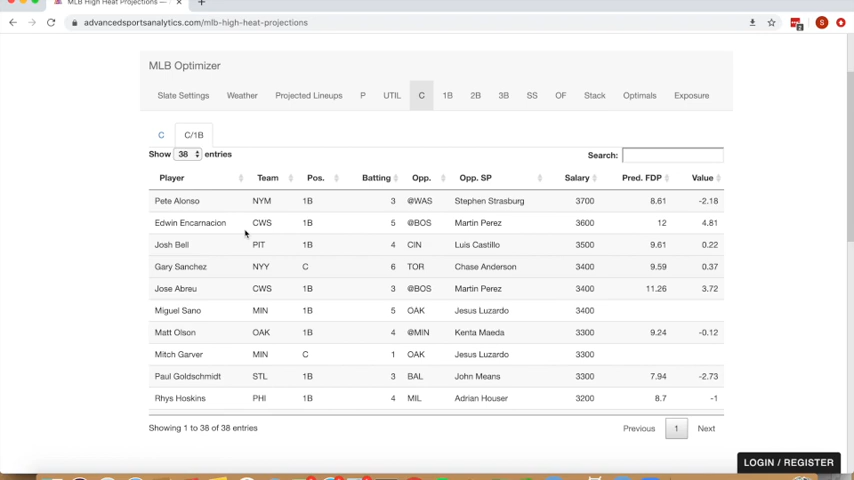 MLB High Heat Projections —
advancedsportsanalytics.com/mlb-high-heat-projections
S
MLB Optimizer
Slate Settings Weather Projected Lineups P UTIL C 1B 2B 3B SS OF Stack Optimals Exposure
C C/1B
Show 38 entries Search:
Player Team Pos. Batting Opp. Opp. SP Salary Pred. FDP Value
Pete Alonso NYM 1B 3 @WAS Stephen Strasburg 3700 8.61 -2.18
Edwin Encarnacion CWS 1B 5 @BOS Martin Perez 3600 12 4.81
Josh Bell PIT 1B 4 CIN Luis Castillo 3500 9.61 0.22
Gary Sanchez NYY C 6 TOR Chase Anderson 3400 9.59 0.37
Jose Abreu CWS 1B 3 @BOS Martin Perez 3400 11.26 3.72
Miguel Sano MIN 1B 5 OAK Jesus Luzardo 3400
Matt Olson OAK 1B 4 @MIN Kenta Maeda 3300 9.24 -0.12
Mitch Garver MIN C 1 OAK Jesus Luzardo 3300
Paul Goldschmidt STL 1B 3 BAL John Means 3300 7.94 -2.73
Rhys Hoskins PHI 1B 4 MIL Adrian Houser 3200 8.7 -1
Showing 1 to 38 of 38 entries Previous 1 Next
LOGIN / REGISTER